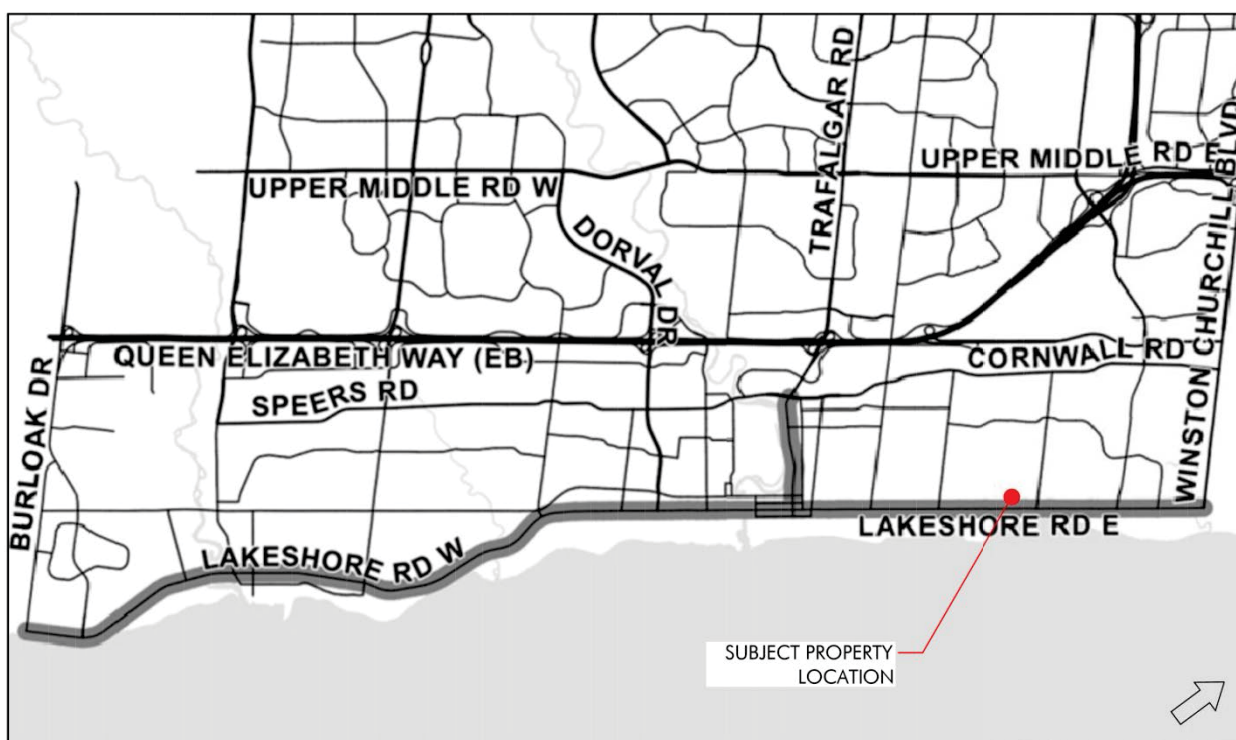 TRAFALGAR RD
UPPER MIDDLE RD E
WINSTON CHURCHILL BLVD
UPPER MIDDLE RD W
DORVAL DR
QUEEN ELIZABETH WAY (EB)
CORNWALL RD
SPEERS RD
BURLOAK DR
LAKESHORE RD E
LAKESHORE RD W
SUBJECT PROPERTY
LOCATION